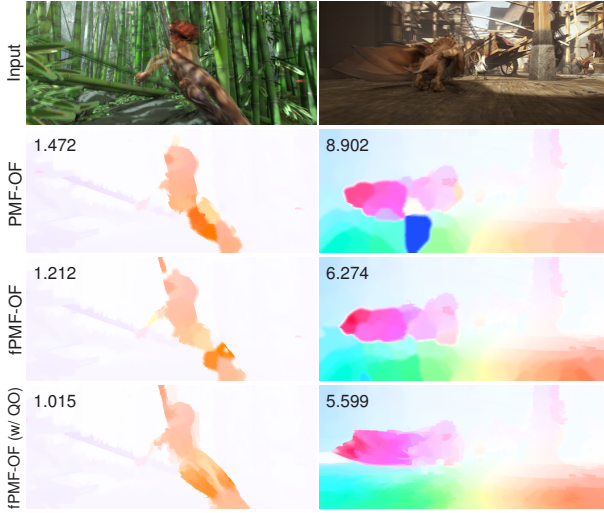 Input
PMF-OF
1.472
8.902
fPMF-OF
1.212
6.274
fPMF-OF (w/ QO)
1.015
5.599